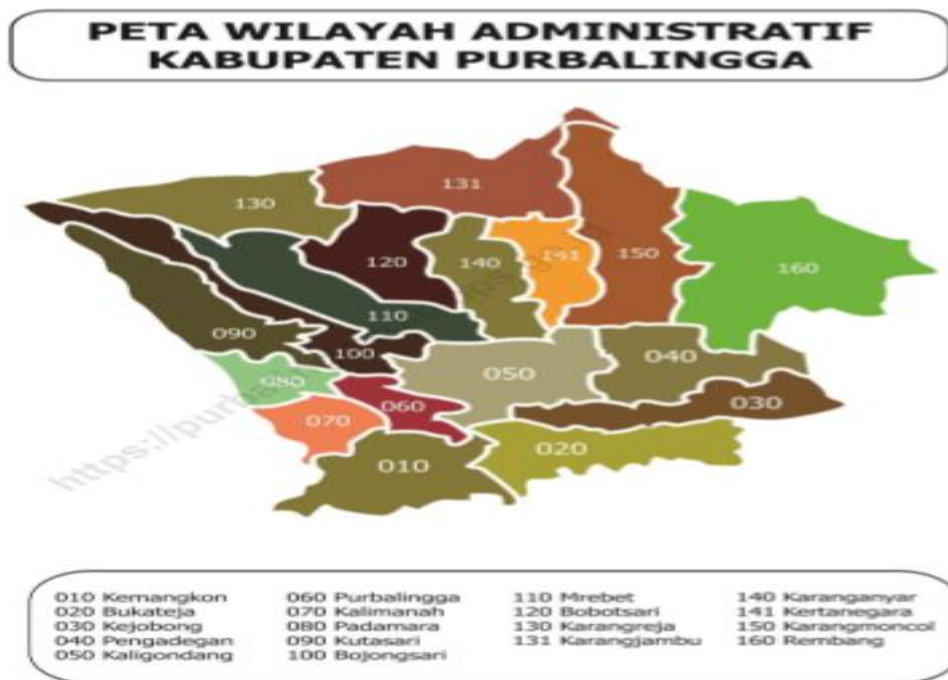 PETA WILAYAH ADMINISTRATIF
KABUPATEN PURBALINGGA
131
130
141
120
140
150
160
110
090
100
040
050
080
060
030
070
020
010
https://purba
010 Kemangkon
020 Bukateja
030 Kejobong
040 Pengadegan
050 Kaligondang
060 Purbalingga
070 Kalimanah
080 Padamara
090 Kutasari
100 Bojongsari
110 Mrebet
120 Bobotsari
130 Karangreja
131 Karangjambu
140 Karanganyar
141 Kertanegara
150 Karangmoncol
160 Rembang